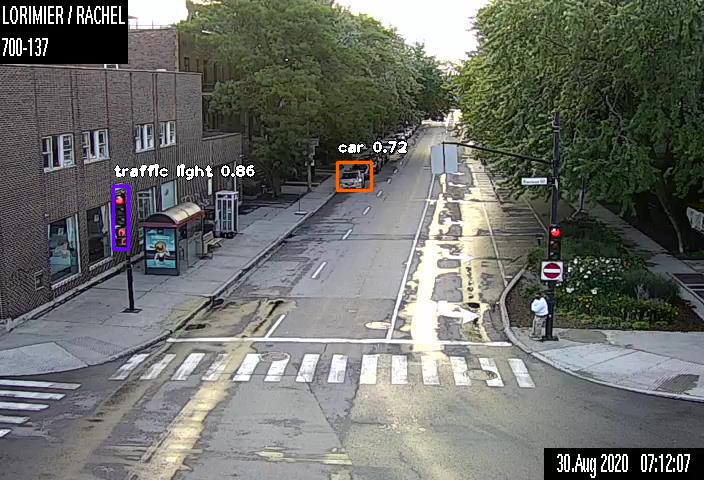 LORIMIER / RACHEL
700-137
traffic light 0.86
car 0.72
30.Aug 2020 07:12:07